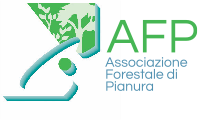 AFP
Associazione
Forestale di
Pianura